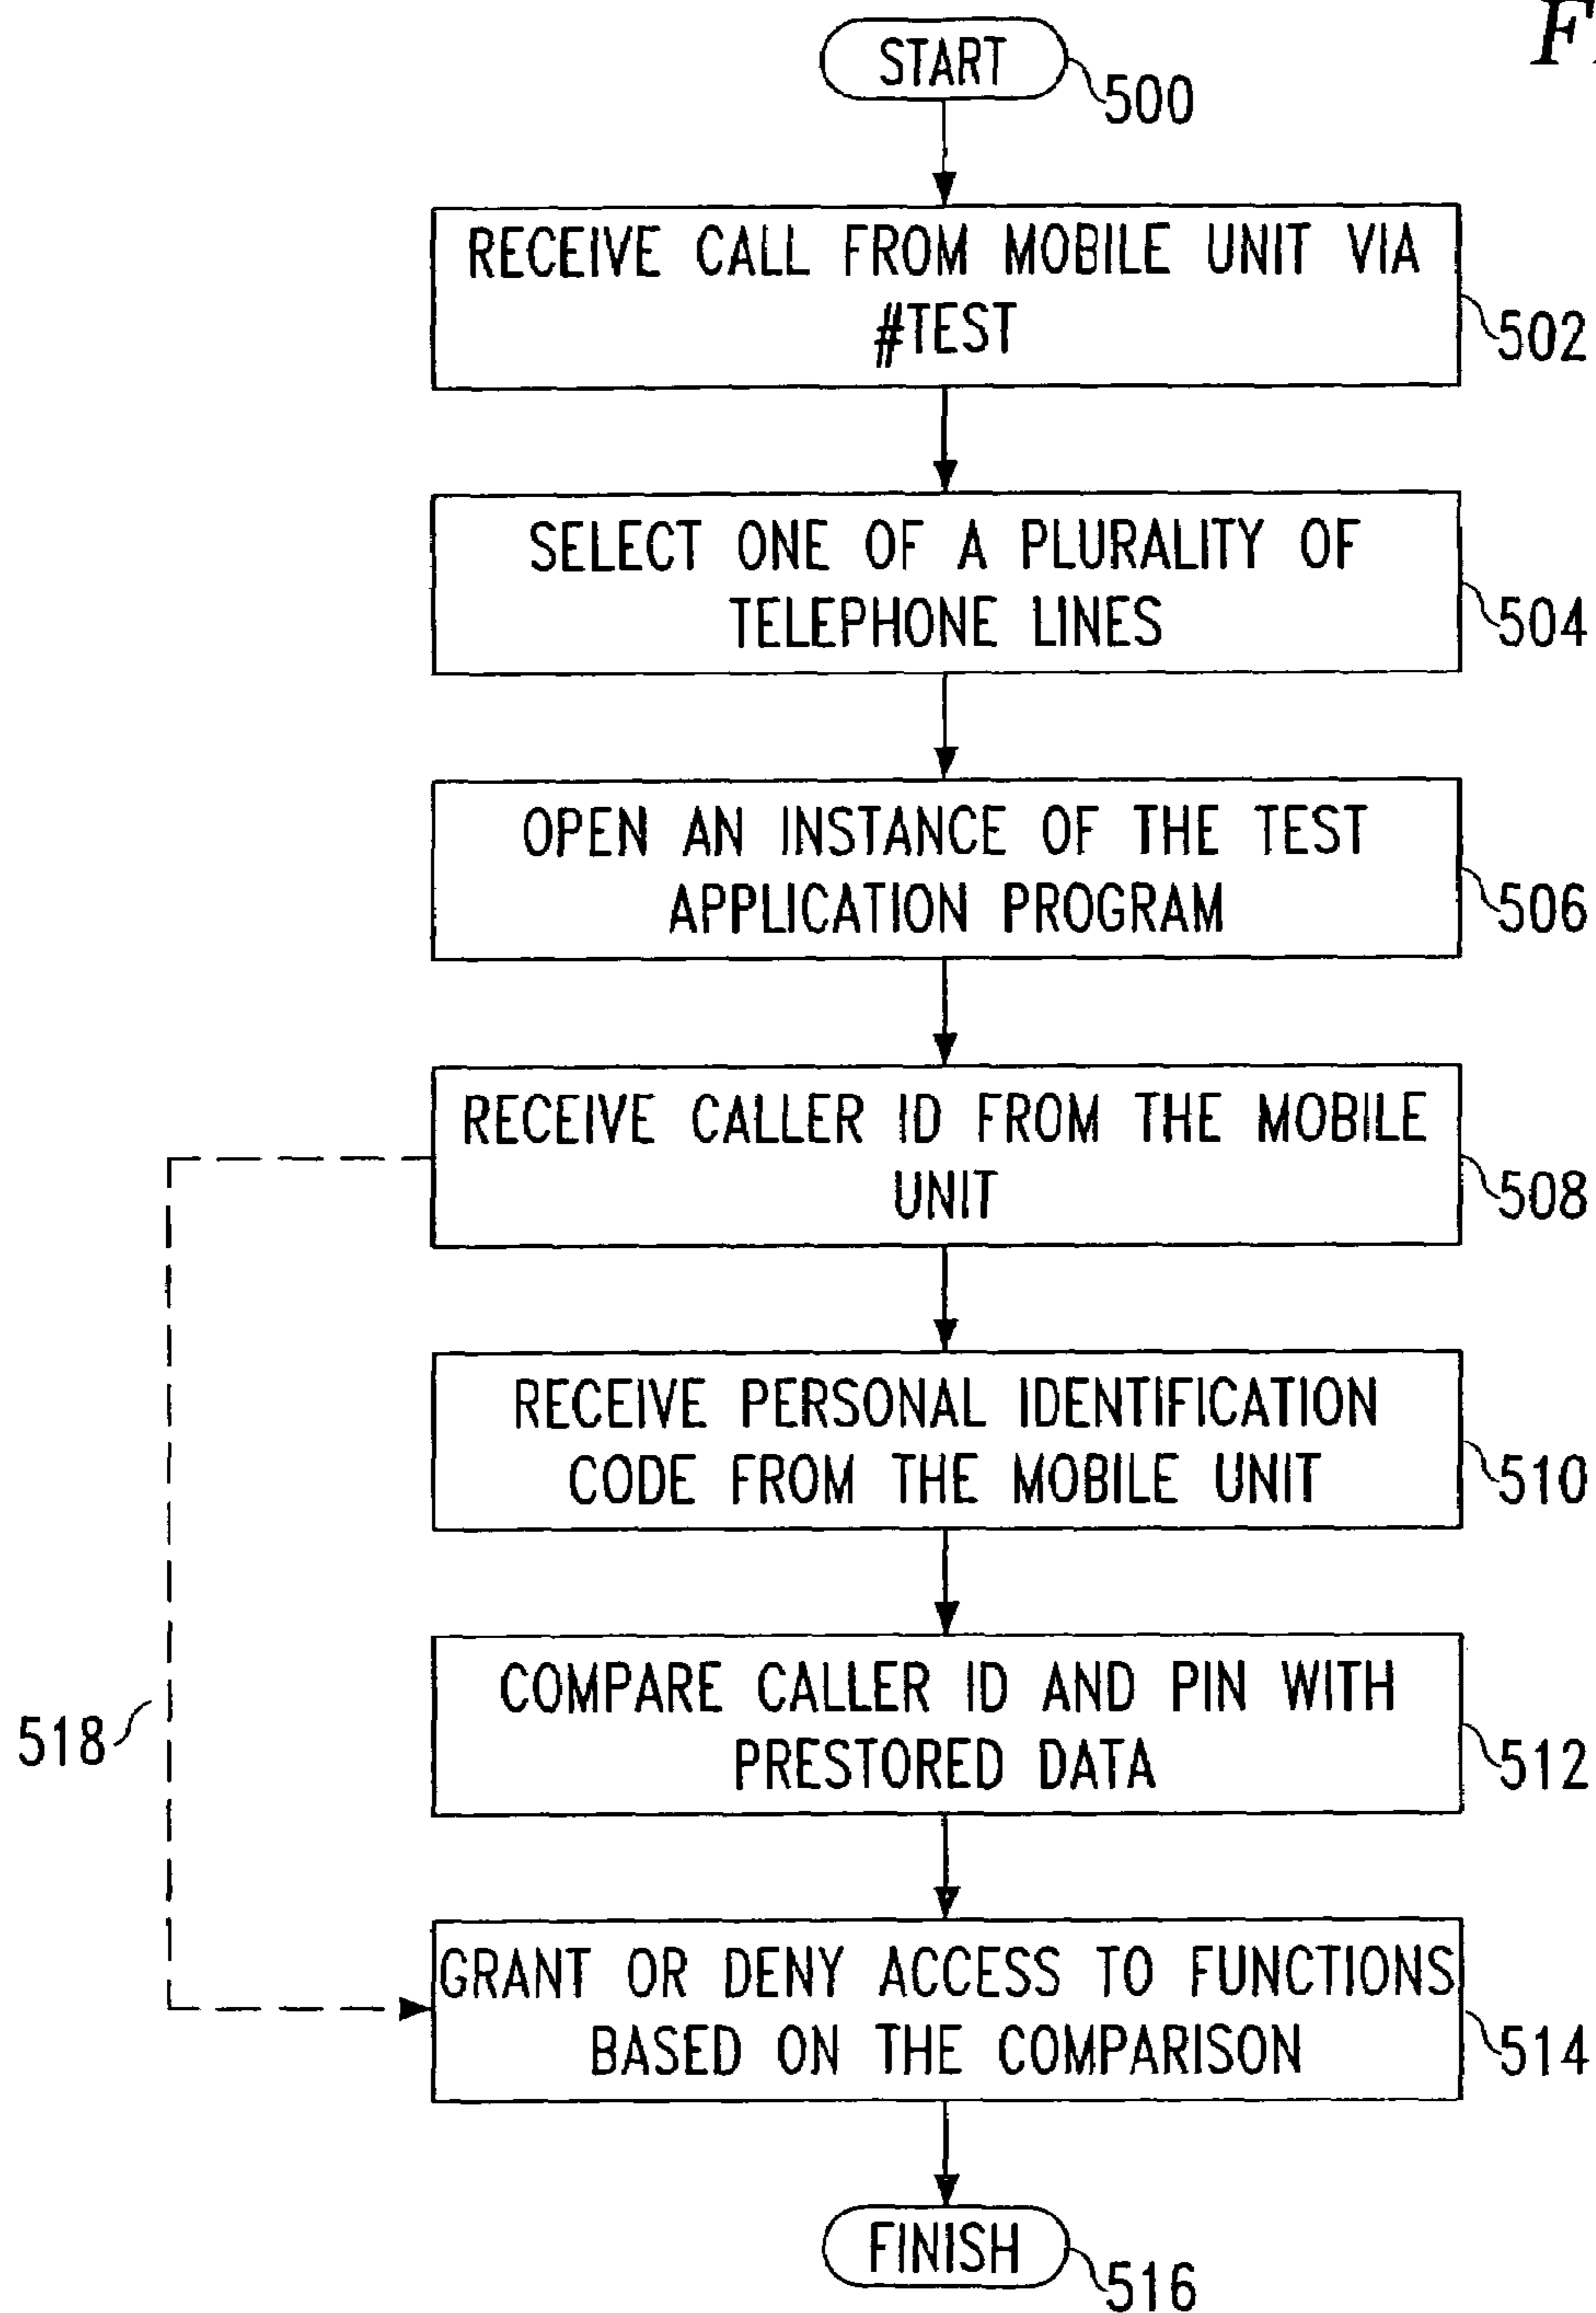 START
500
RECEIVE CALL FROM MOBILE UNIT VIA
#TEST
502
SELECT ONE OF A PLURALITY OF
TELEPHONE LINES
504
OPEN AN INSTANCE OF THE TEST
APPLICATION PROGRAM
506
RECEIVE CALLER ID FROM THE MOBILE
UNIT
508
RECEIVE PERSONAL IDENTIFICATION
CODE FROM THE MOBILE UNIT
510
COMPARE CALLER ID AND PIN WITH
PRESTORED DATA
512
518
GRANT OR DENY ACCESS TO FUNCTIONS
BASED ON THE COMPARISON
514
FINISH
516